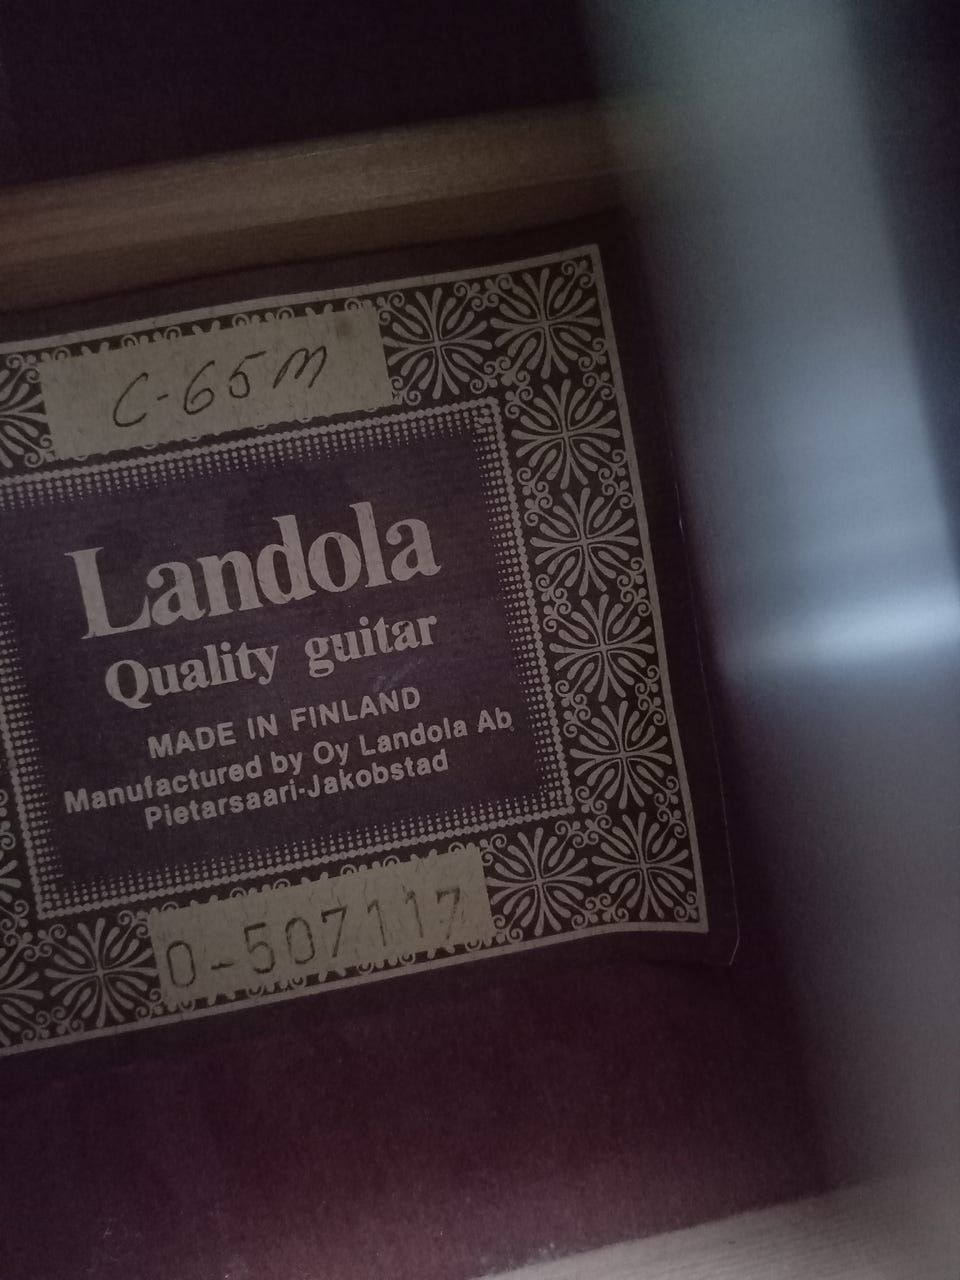 C-65M
Landola
Quality guitar
MADE IN FINLAND
Manufactured by Oy Landola Ab
Pietarsaari-Jakobstad
0-507117